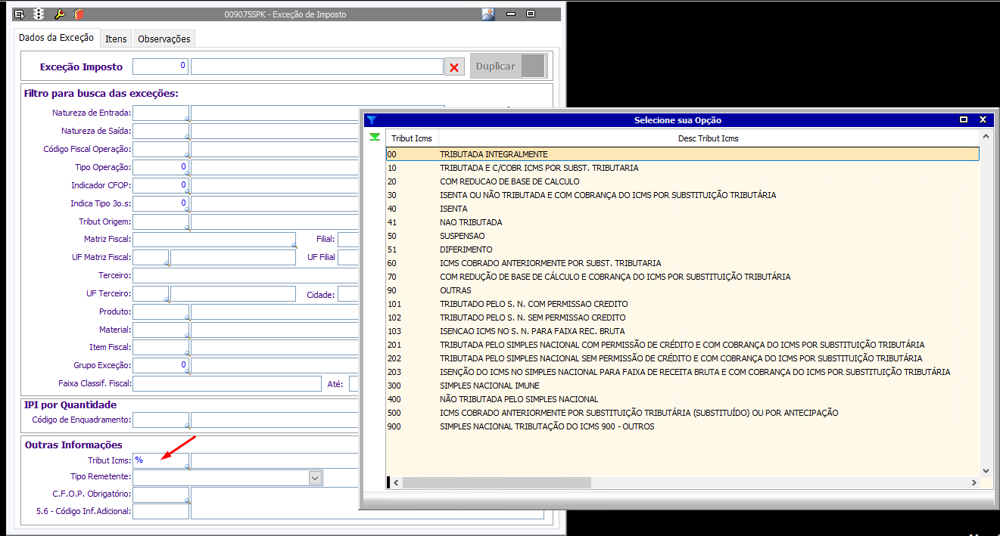 009075SPK - Exceção de Imposto
Dados da Exceção Itens Observações
Exceção Imposto 0 Duplicar
Filtro para busca das exceções:
Natureza de Entrada:
Natureza de Saída:
Código Fiscal Operação:
Tipo Operação: 0
Indicador CFOP: 0
Indica Tipo 3o.s: 0
Tribut Origem:
Matriz Fiscal: Filial:
UF Matriz Fiscal: UF Filial
Terceiro:
UF Terceiro: Cidade:
Produto:
Material:
Item Fiscal:
Grupo Exceção: 0
Faixa Classif. Fiscal: Até:
IPI por Quantidade
Código de Enquadramento:
Outras Informações
Tribut Icms: %
Tipo Remetente:
C.F.O.P. Obrigatório:
5.6 - Código Inf.Adicional:
Selecione sua Opção
Tribut Icms Desc Tribut Icms
00 TRIBUTADA INTEGRALMENTE
10 TRIBUTADA E C/COBR ICMS POR SUBST. TRIBUTARIA
20 COM REDUCAO DE BASE DE CALCULO
30 ISENTA OU NÃO TRIBUTADA E COM COBRANÇA DO ICMS POR SUBSTITUIÇÃO TRIBUTÁRIA
40 ISENTA
41 NAO TRIBUTADA
50 SUSPENSAO
51 DIFERIMENTO
60 ICMS COBRADO ANTERIORMENTE POR SUBST. TRIBUTARIA
70 COM REDUÇÃO DE BASE DE CÁLCULO E COBRANÇA DO ICMS POR SUBSTITUIÇÃO TRIBUTÁRIA
90 OUTRAS
101 TRIBUTADO PELO S. N. COM PERMISSAO CREDITO
102 TRIBUTADO PELO S. N. SEM PERMISSAO CREDITO
103 ISENCAO ICMS NO S. N. PARA FAIXA REC. BRUTA
201 TRIBUTADA PELO SIMPLES NACIONAL COM PERMISSÃO DE CRÉDITO E COM COBRANÇA DO ICMS POR SUBSTITUIÇÃO TRIBUTÁRIA
202 TRIBUTADA PELO SIMPLES NACIONAL SEM PERMISSÃO DE CRÉDITO E COM COBRANÇA DO ICMS POR SUBSTITUIÇÃO TRIBUTÁRIA
203 ISENÇÃO DO ICMS NO SIMPLES NACIONAL PARA FAIXA DE RECEITA BRUTA E COM COBRANÇA DO ICMS POR SUBSTITUIÇÃO TRIBUTÁRIA
300 SIMPLES NACIONAL IMUNE
400 NÃO TRIBUTADA PELO SIMPLES NACIONAL
500 ICMS COBRADO ANTERIORMENTE POR SUBSTITUIÇÃO TRIBUTÁRIA (SUBSTITUÍDO) OU POR ANTECIPAÇÃO
900 SIMPLES NACIONAL TRIBUTAÇÃO DO ICMS 900 - OUTROS